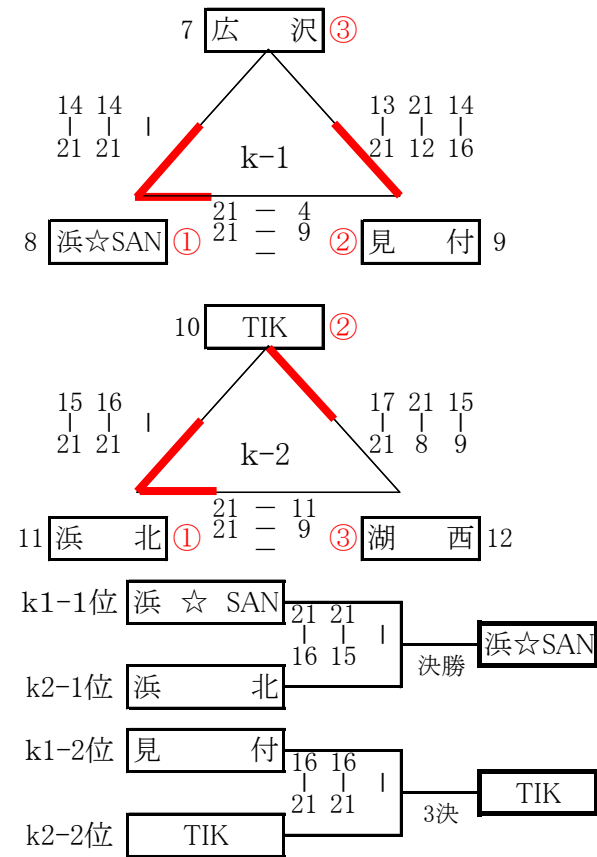 7 広 沢 ③
14 14 13 21 14
| | | | | |
21 21 21 12 16
k-1
21 － 4
21 － 9
－
8 浜☆SAN ① ② 見 付 9
10 TIK ②
15 16 17 21 15
| | | | | |
21 21 21 8 9
k-2
21 － 11
21 － 9
－
11 浜 北 ① ③ 湖 西 12
k1-1位 浜 ☆ SAN
21 21
| | |
16 15
決勝 浜☆SAN
k2-1位 浜 北
k1-2位 見 付
16 16
| | |
21 21
3決 TIK
k2-2位 TIK